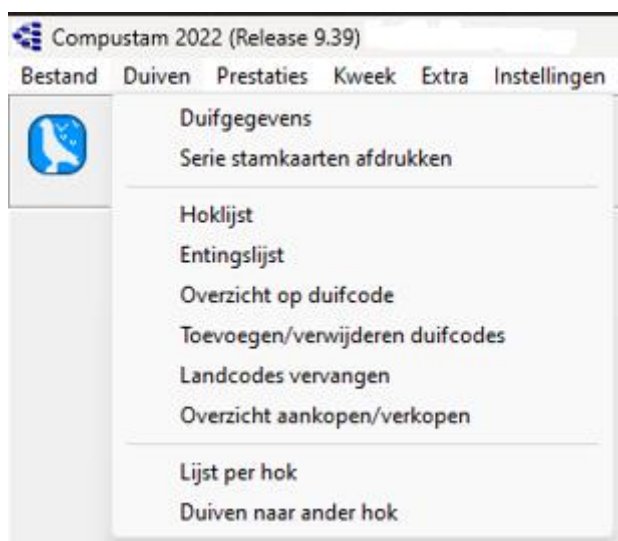 Compustam 2022 (Release 9.39)
Bestand Duiven Prestaties Kweek Extra Instellingen
Duifgegevens
Serie stamkaarten afdrukken
Hoklijst
Entingslijst
Overzicht op duifcode
Toevoegen/verwijderen duifcodes
Landcodes vervangen
Overzicht aankopen/verkopen
Lijst per hok
Duiven naar ander hok